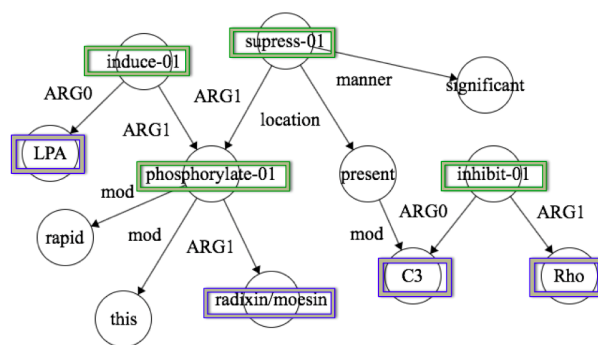 supress-01
induce-01
manner
significant
ARG0
ARG1
ARG1
location
LPA
phosphorylate-01
present
inhibit-01
mod
rapid
mod
ARG1
mod
ARG0
ARG1
this
radixin/moesin
C3
Rho